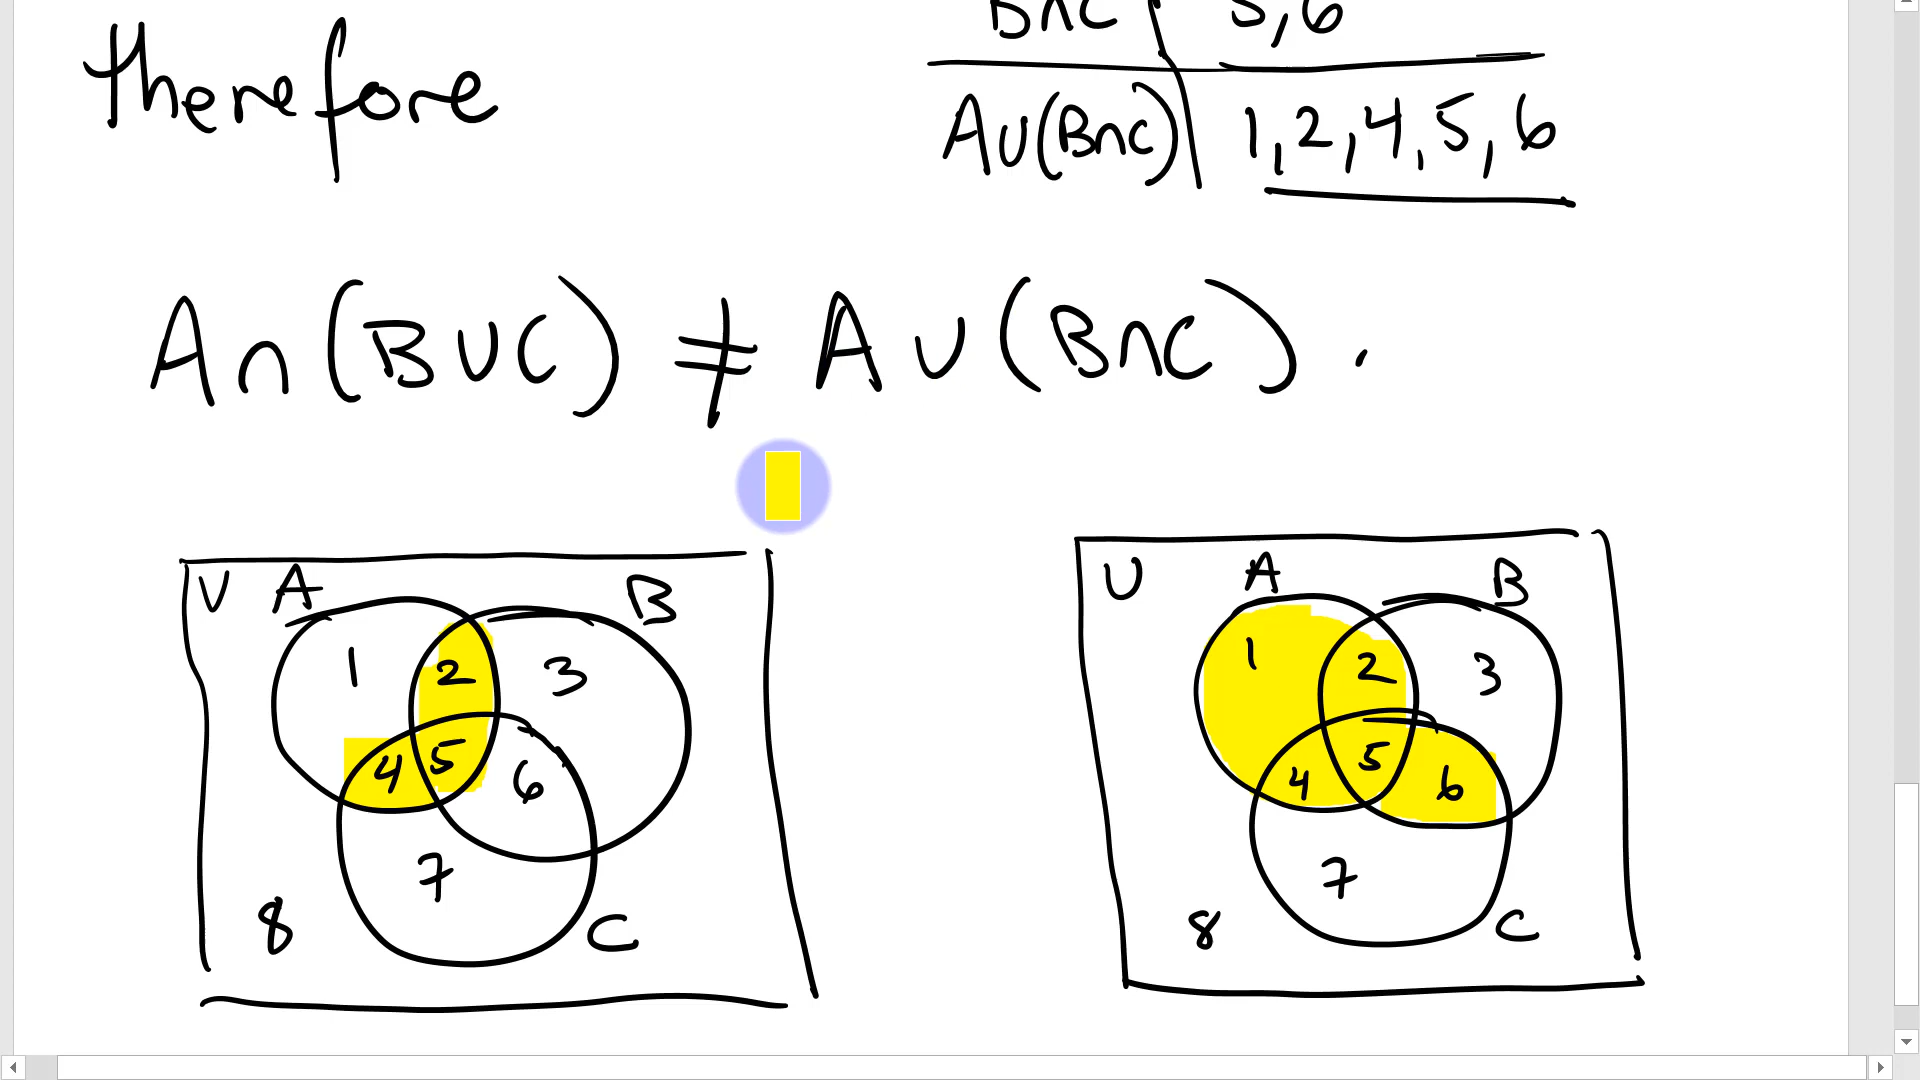 therefore
B∩C 5,6
A∪(B∩C) 1,2,4,5,6
A∩(B∪C) ≠ A∪(B∩C).
U A B
1 2 3
4 5 6
7
8 C
U A B
1 2 3
4 5 6
7
8 C